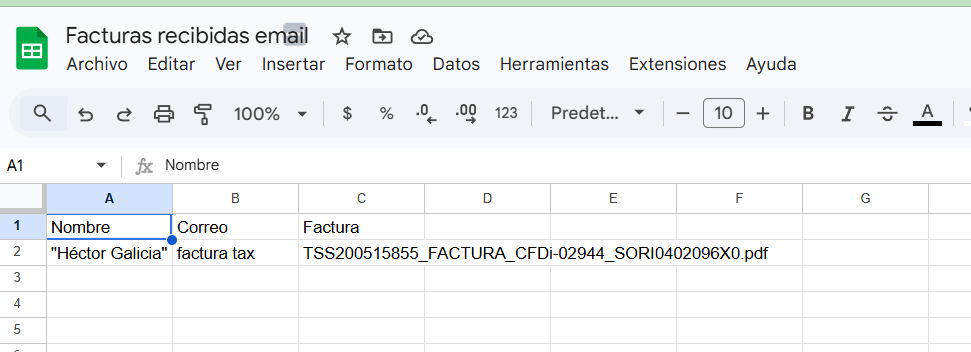 Facturas recibidas email
Archivo Editar Ver Insertar Formato Datos Herramientas Extensiones Ayuda
100% $ % .0 .00 123 Predet... 10 B I A
A1 fx Nombre
A B C D E F G
1 Nombre Correo Factura
2 "Héctor Galicia" factura tax TSS200515855_FACTURA_CFDi-02944_SORI0402096X0.pdf
3
4
5